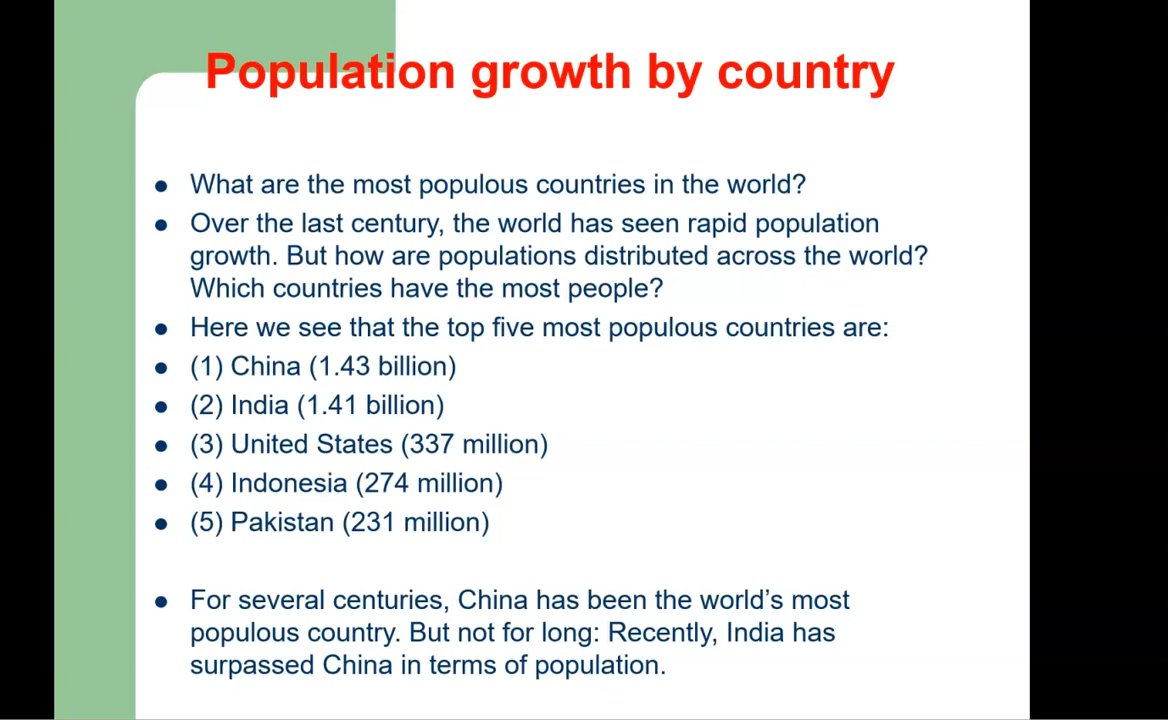 Population growth by country
● What are the most populous countries in the world?
● Over the last century, the world has seen rapid population
growth. But how are populations distributed across the world?
Which countries have the most people?
● Here we see that the top five most populous countries are:
● (1) China (1.43 billion)
● (2) India (1.41 billion)
● (3) United States (337 million)
● (4) Indonesia (274 million)
● (5) Pakistan (231 million)
● For several centuries, China has been the world’s most
populous country. But not for long: Recently, India has
surpassed China in terms of population.